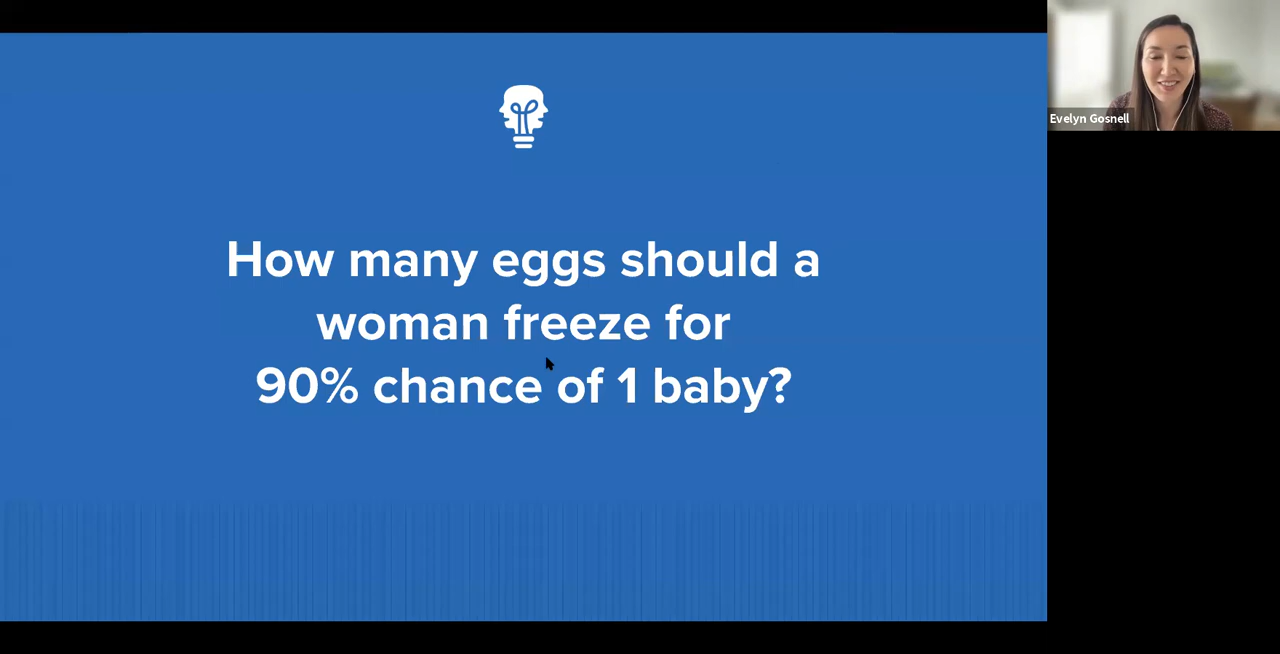 How many eggs should a
woman freeze for
90% chance of 1 baby?
Evelyn Gosnell